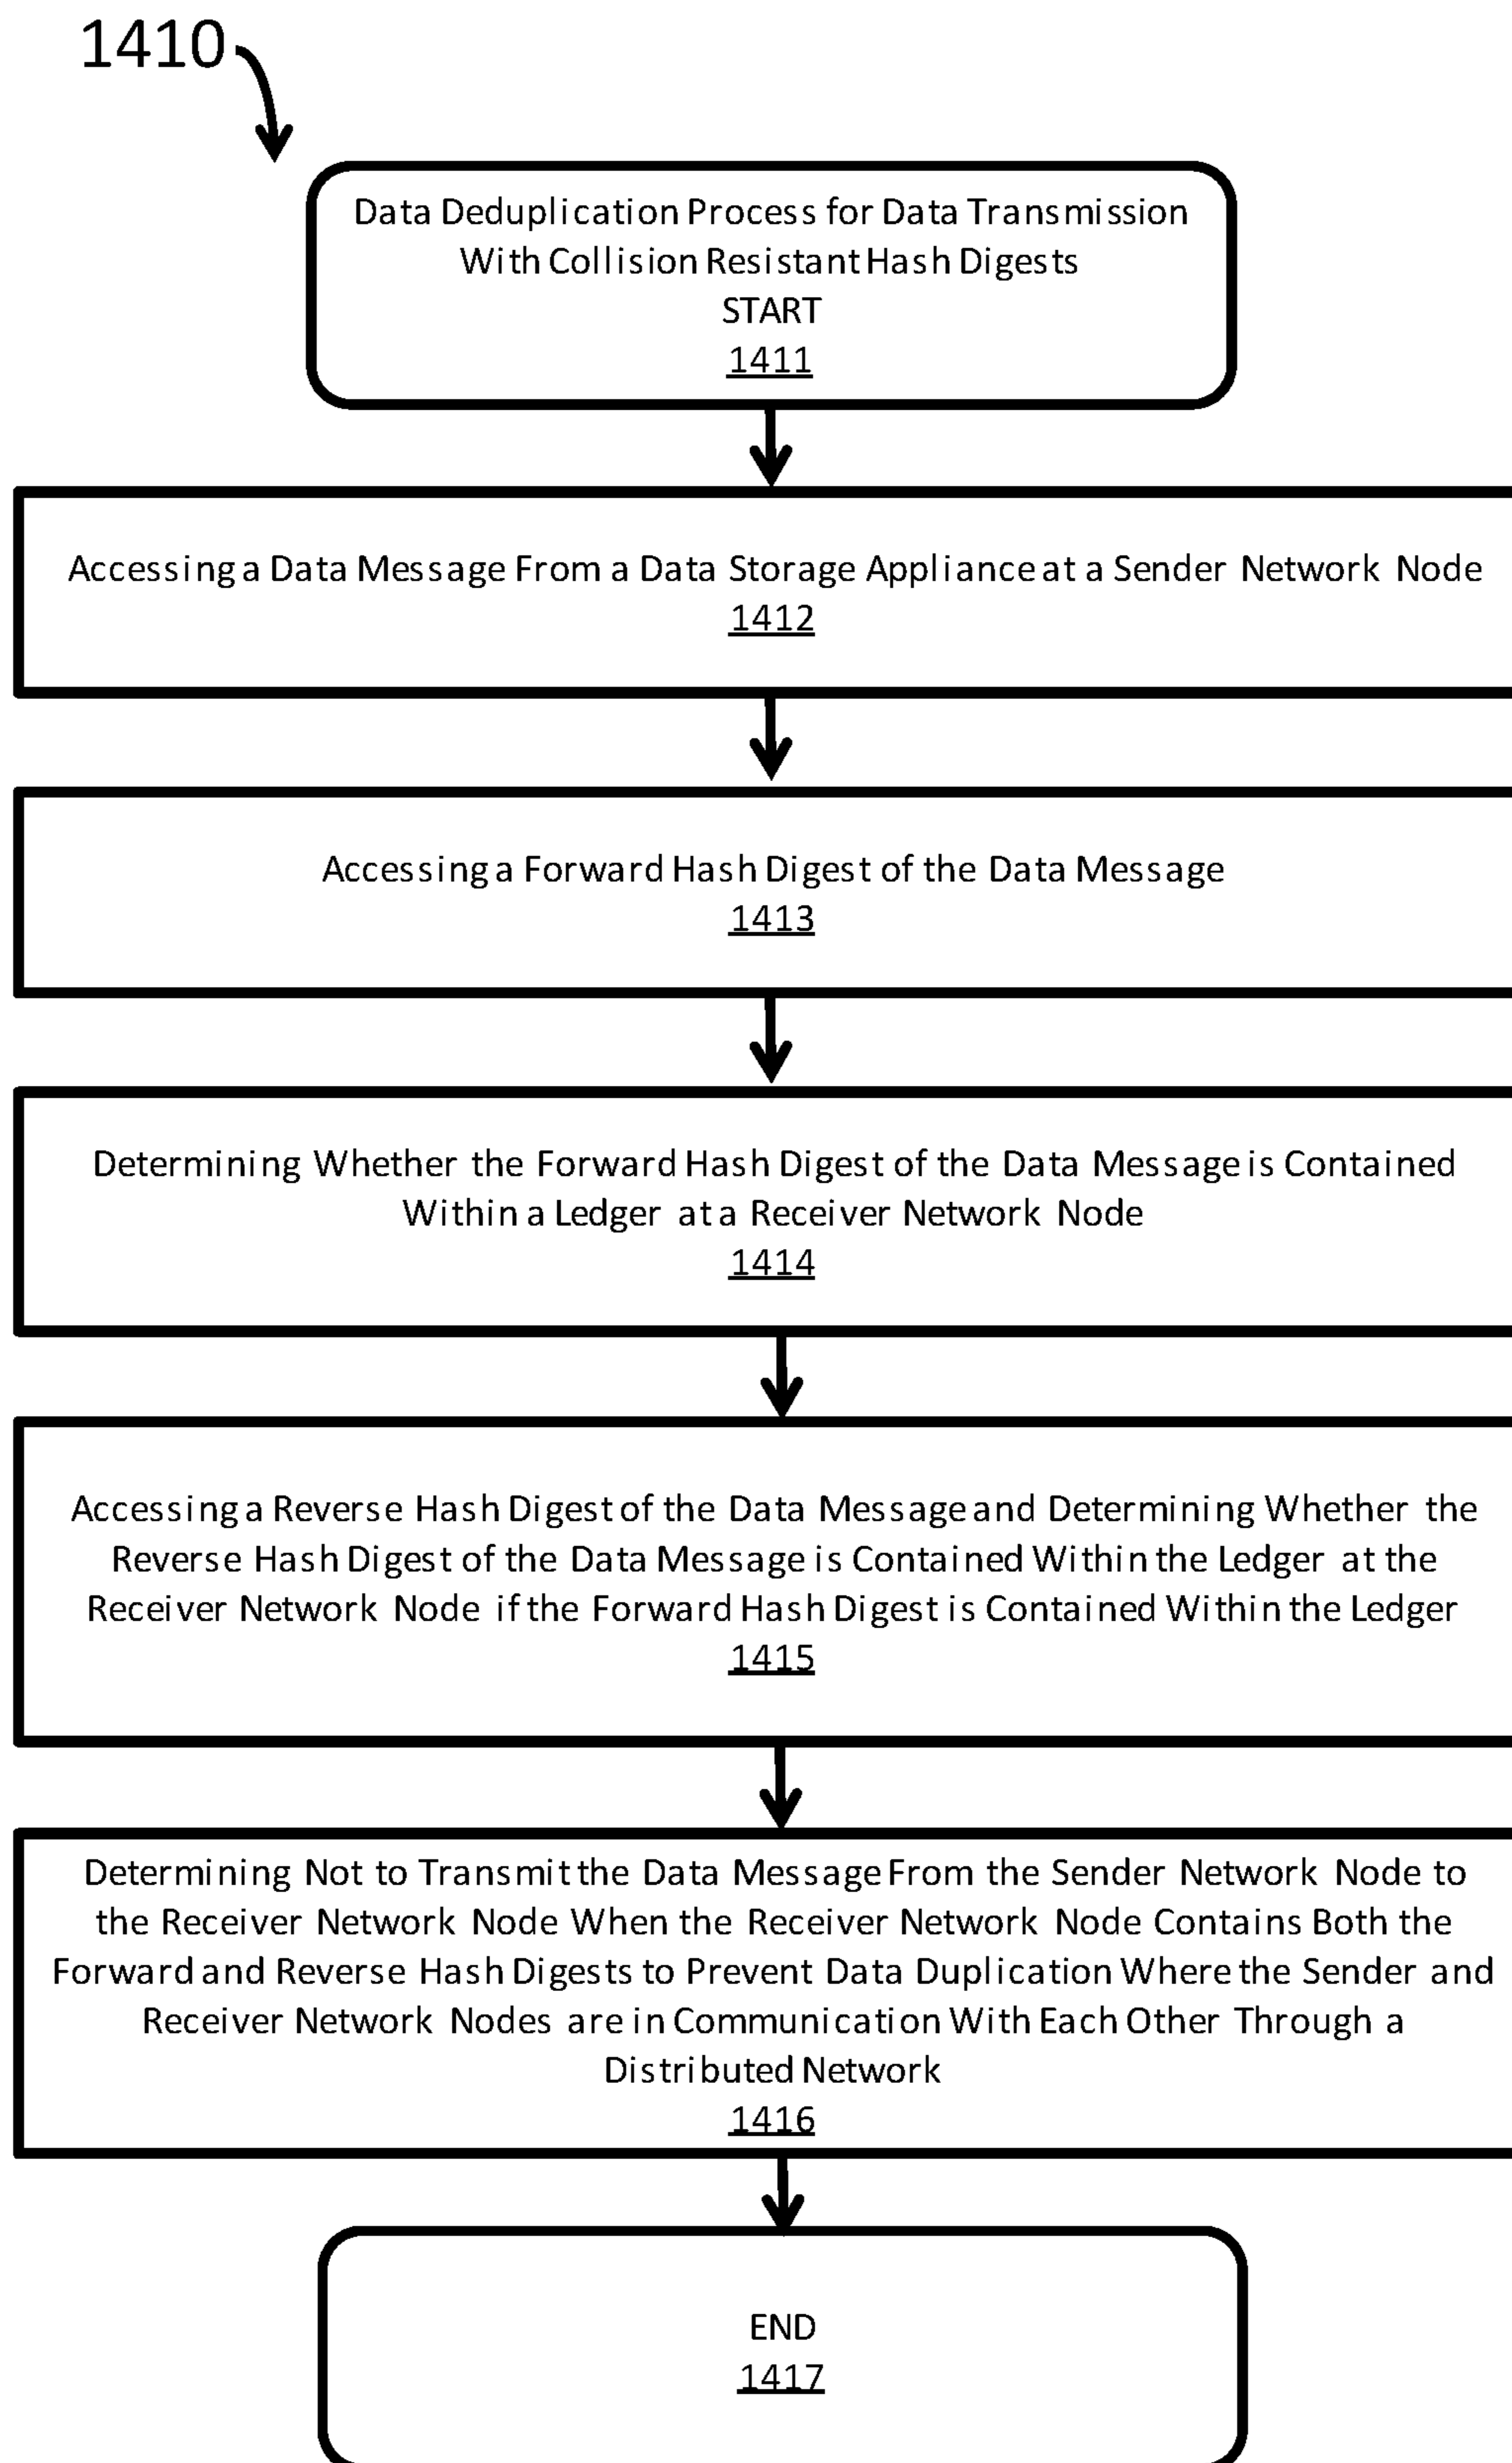 1410
Data Deduplication Process for Data Transmission
With Collision Resistant Hash Digests
START
1411
Accessing a Data Message From a Data Storage Appliance at a Sender Network Node
1412
Accessing a Forward Hash Digest of the Data Message
1413
Determining Whether the Forward Hash Digest of the Data Message is Contained
Within a Ledger at a Receiver Network Node
1414
Accessing a Reverse Hash Digest of the Data Message and Determining Whether the
Reverse Hash Digest of the Data Message is Contained Within the Ledger at the
Receiver Network Node if the Forward Hash Digest is Contained Within the Ledger
1415
Determining Not to Transmit the Data Message From the Sender Network Node to
the Receiver Network Node When the Receiver Network Node Contains Both the
Forward and Reverse Hash Digests to Prevent Data Duplication Where the Sender and
Receiver Network Nodes are in Communication With Each Other Through a
Distributed Network
1416
END
1417